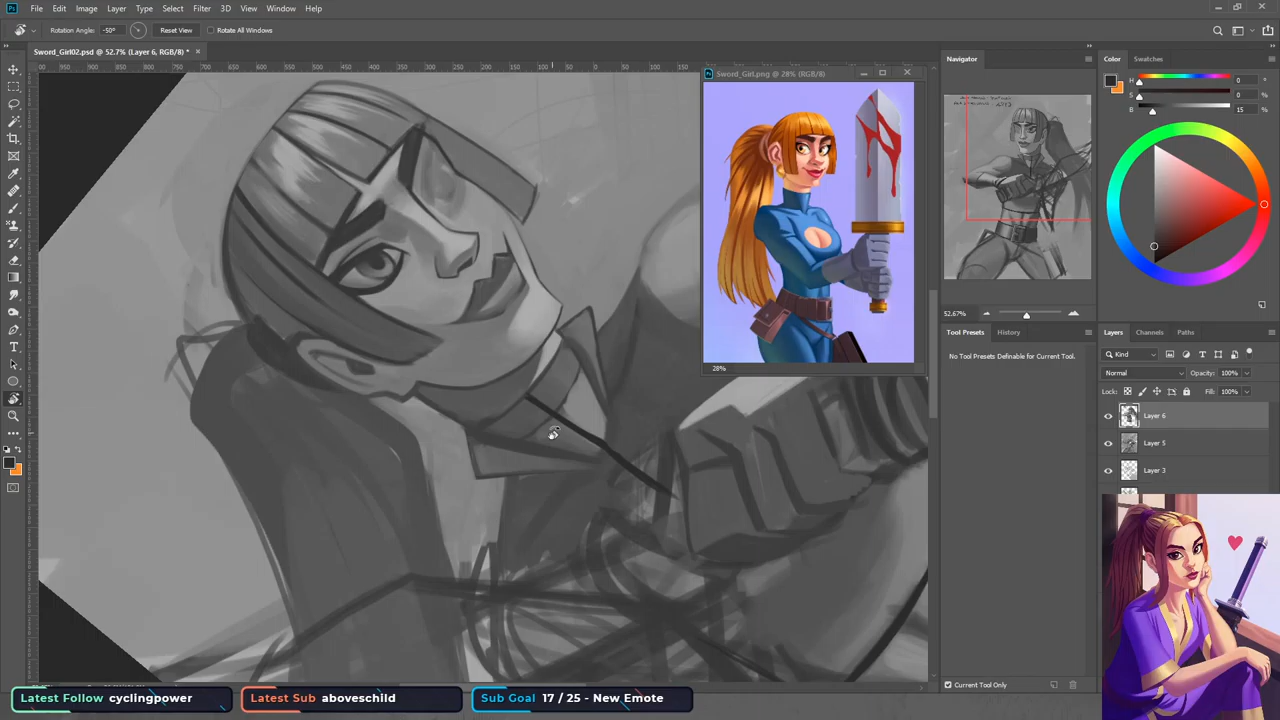 File Edit Image Layer Type Select Filter 3D View Window Help
Rotation Angle: -50° Reset View Rotate All Windows
Sword_Girl02.psd @ 52.7% (Layer 6, RGB/8) *
Sword_Girl.png @ 28% (RGB/8)
28%
Navigator
52.67%
Color Swatches
H 0 °
S 0 %
B 15 %
Tool Presets History
No Tool Presets Definable for Current Tool.
Current Tool Only
Layers Channels Paths
Kind
Normal Opacity: 100%
Lock: Fill: 100%
Layer 6
Layer 5
Layer 3
Latest Follow cyclingpower
Latest Sub aboveschild
Sub Goal 17 / 25 - New Emote